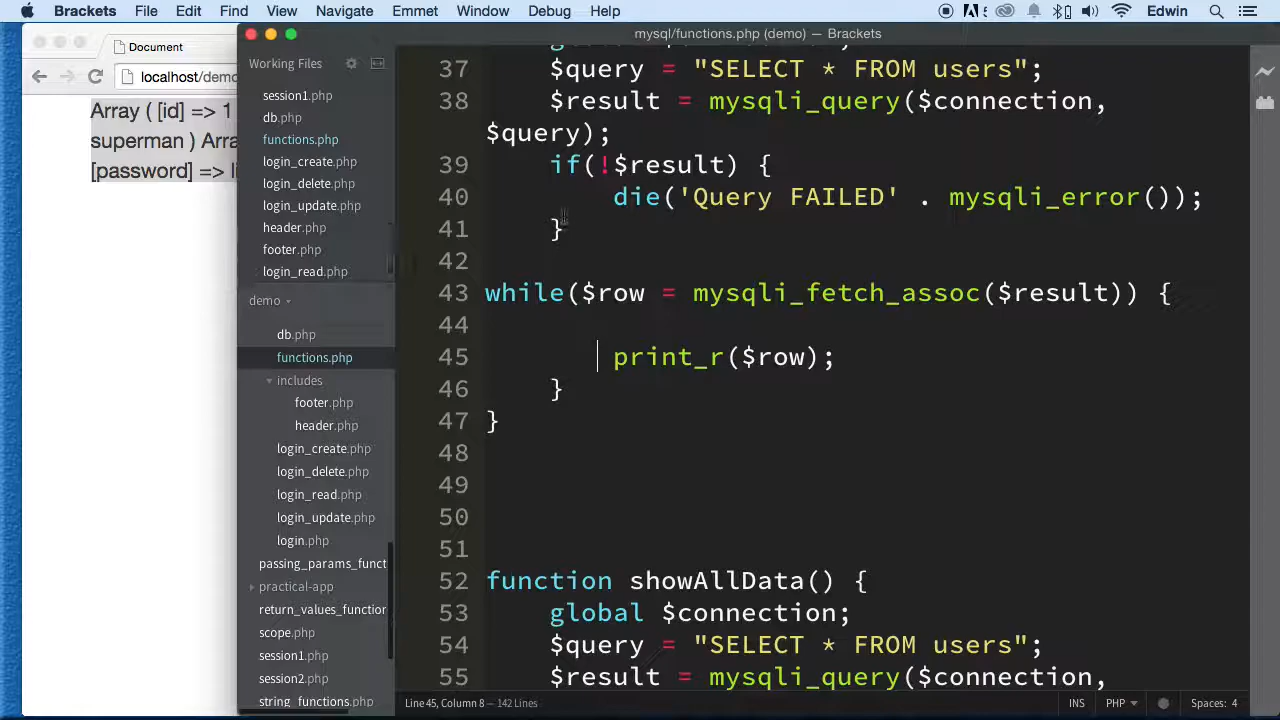 Brackets File Edit Find View Navigate Emmet Window Debug Help Edwin
mysql/functions.php (demo) — Brackets
Document
localhost/demo
Array ( [id] => 1
superman ) Arra
[password] => li
Working Files
session1.php
db.php
functions.php
login_create.php
login_delete.php
login_update.php
header.php
footer.php
login_read.php
demo
db.php
functions.php
includes
footer.php
header.php
login_create.php
login_delete.php
login_read.php
login_update.php
login.php
passing_params_funct
practical-app
return_values_function
scope.php
session1.php
session2.php
string_functions.php
37 $query = "SELECT * FROM users";
38 $result = mysqli_query($connection,
$query);
39 if(!$result) {
40 die('Query FAILED' . mysqli_error());
41 }
42
43 while($row = mysqli_fetch_assoc($result)) {
44
45 print_r($row);
46 }
47 }
48
49
50
51
52 function showAllData() {
53 global $connection;
54 $query = "SELECT * FROM users";
55 $result = mysqli_query($connection,
Line 45, Column 8 — 142 Lines
INS PHP Spaces: 4